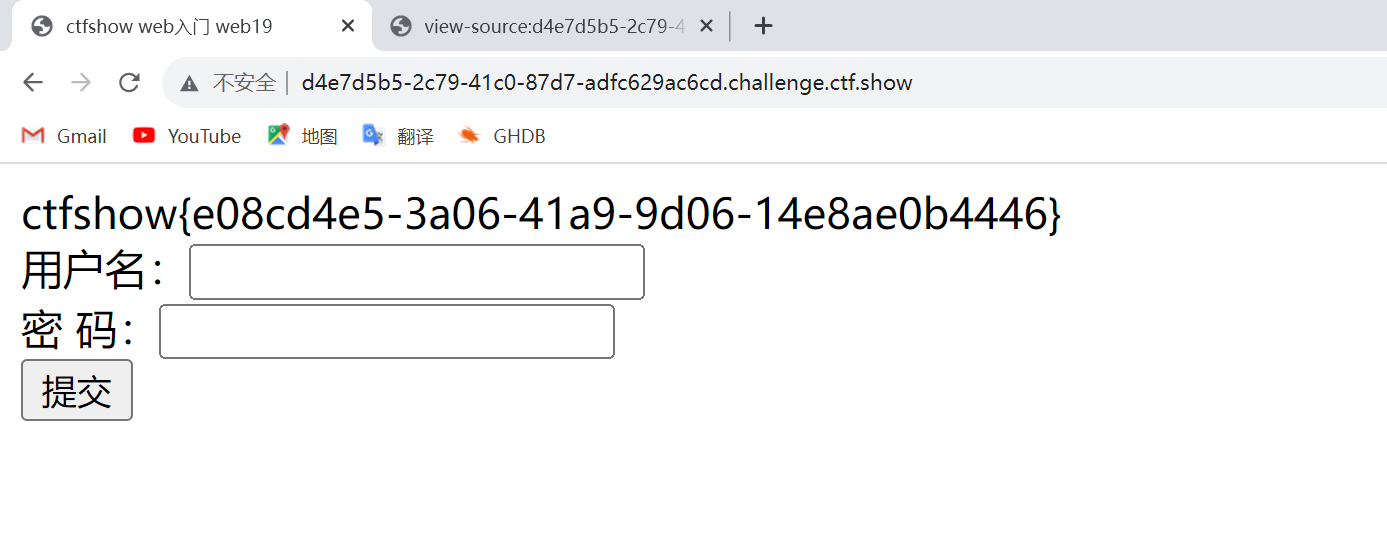 ctfshow web入门 web19
view-source:d4e7d5b5-2c79-4
不安全 d4e7d5b5-2c79-41c0-87d7-adfc629ac6cd.challenge.ctf.show
Gmail YouTube 地图 翻译 GHDB
ctfshow{e08cd4e5-3a06-41a9-9d06-14e8ae0b4446}
用户名：
密 码：
提交